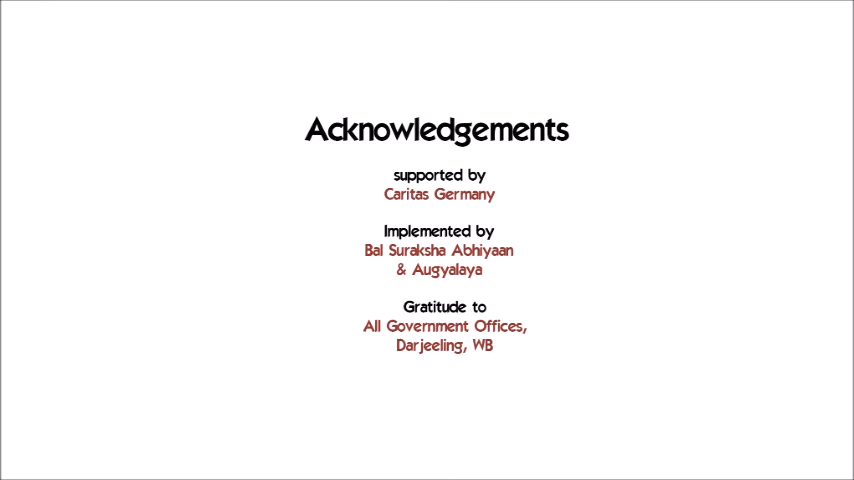 Acknowledgements
supported by
Caritas Germany
Implemented by
Bal Suraksha Abhiyaan
& Augyalaya
Gratitude to
All Government Offices,
Darjeeling, WB